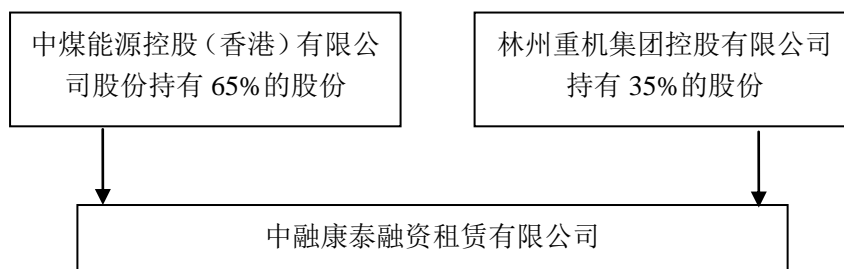 中煤能源控股（香港）有限公
司股份持有 65%的股份
林州重机集团控股有限公司
持有 35%的股份
中融康泰融资租赁有限公司